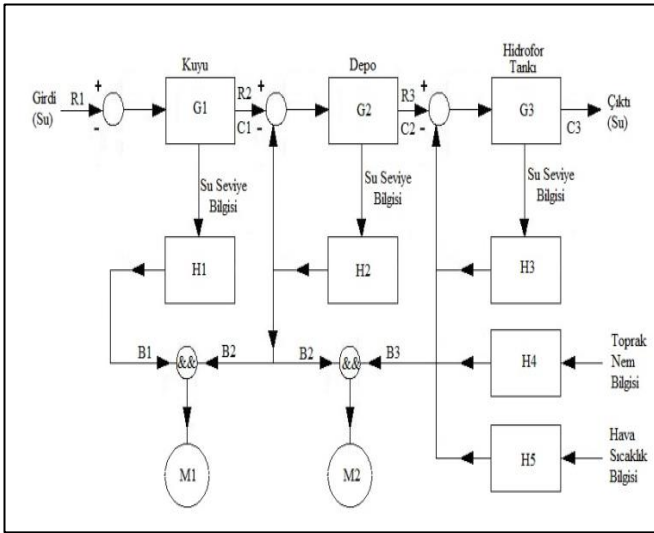 Kuyu
Depo
Hidrofor
Tankı
Girdi
(Su)
R1
+
-
G1
R2
C1
+
-
G2
R3
C2
+
-
G3
C3
Çıktı
(Su)
Su Seviye
Bilgisi
Su Seviye
Bilgisi
Su Seviye
Bilgisi
H1
H2
H3
B1
&&
B2
B2
&&
B3
H4
Toprak
Nem
Bilgisi
M1
M2
H5
Hava
Sıcaklık
Bilgisi